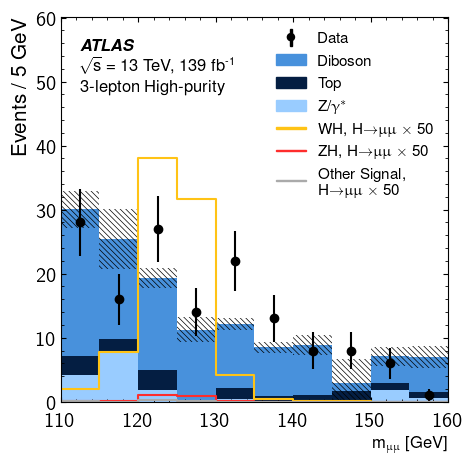 60
50
40
30
20
10
0
Events / 5 GeV
ATLAS
√s = 13 TeV, 139 fb⁻¹
3-lepton High-purity
Data
Diboson
Top
Z/γ*
WH, H→μμ × 50
ZH, H→μμ × 50
Other Signal,
H→μμ × 50
110 120 130 140 150 160
mμμ [GeV]